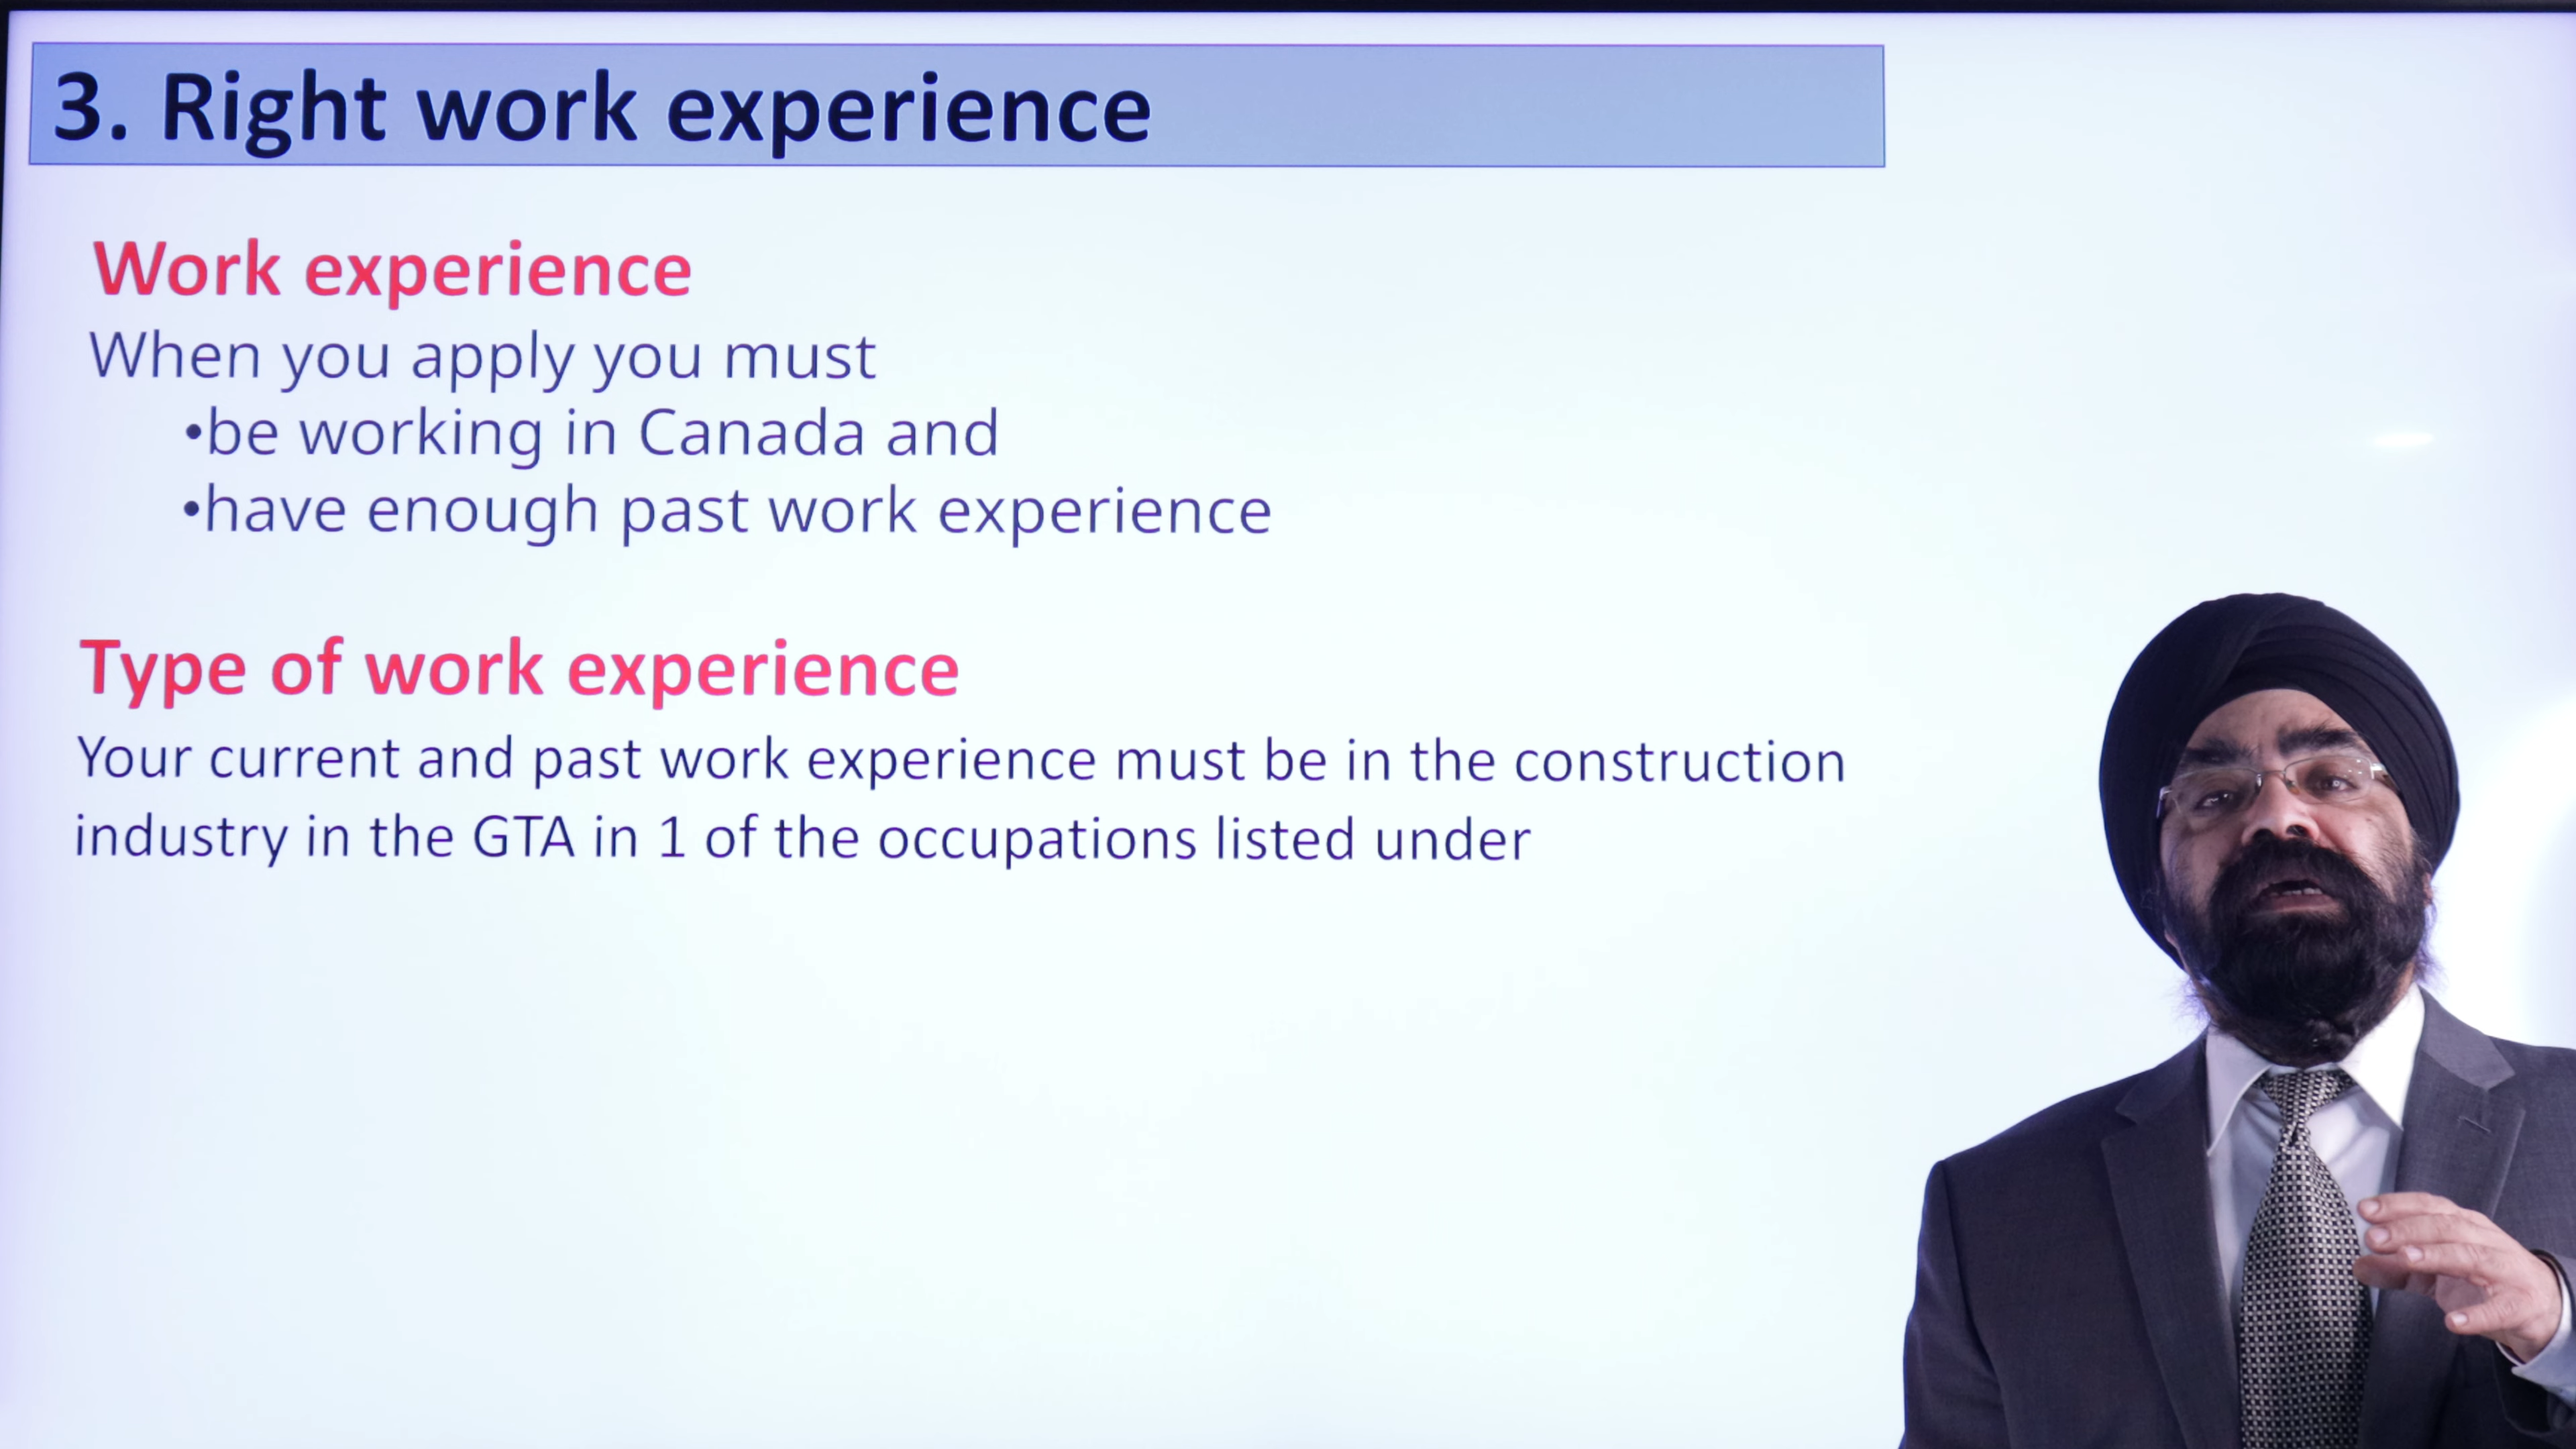 3. Right work experience
Work experience
When you apply you must
•be working in Canada and
•have enough past work experience
Type of work experience
Your current and past work experience must be in the construction
industry in the GTA in 1 of the occupations listed under